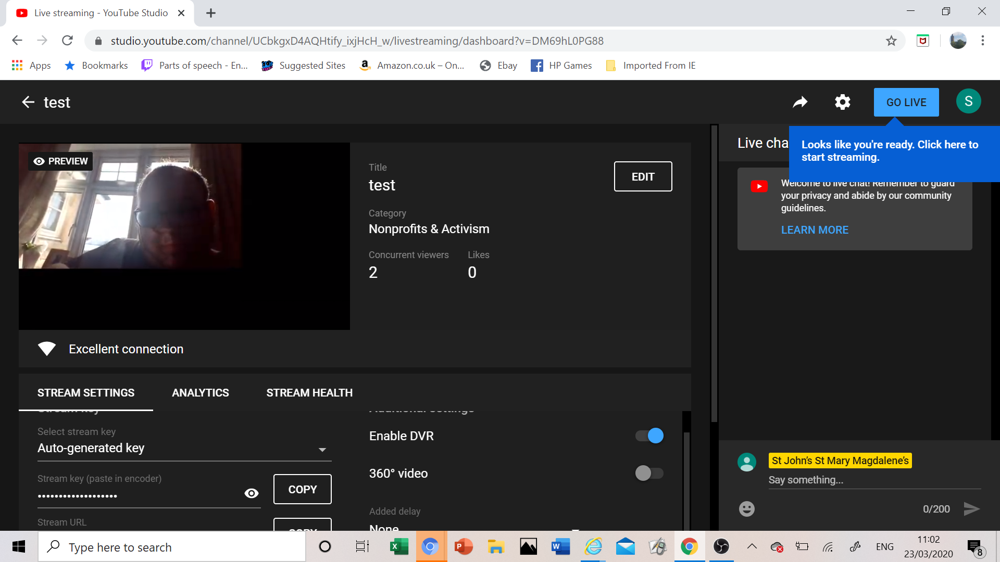 Live streaming - YouTube Studio
studio.youtube.com/channel/UCbkgxD4AQHtify_ixjHcH_w/livestreaming/dashboard?v=DM69hL0PG88
Apps Bookmarks Parts of speech - En... Suggested Sites Amazon.co.uk – On... Ebay HP Games Imported From IE
test
GO LIVE
S
Looks like you're ready. Click here to
start streaming.
PREVIEW
Title
test
EDIT
Category
Nonprofits & Activism
Concurrent viewers Likes
2 0
Excellent connection
STREAM SETTINGS ANALYTICS STREAM HEALTH
Stream key
Select stream key
Auto-generated key
Stream key (paste in encoder)
COPY
Stream URL
COPY
Additional settings
Enable DVR
360° video
Added delay
None
Live cha
Welcome to live chat! Remember to guard
your privacy and abide by our community
guidelines.
LEARN MORE
St John's St Mary Magdalene's
Say something...
0/200
Type here to search
ENG
11:02
23/03/2020
8